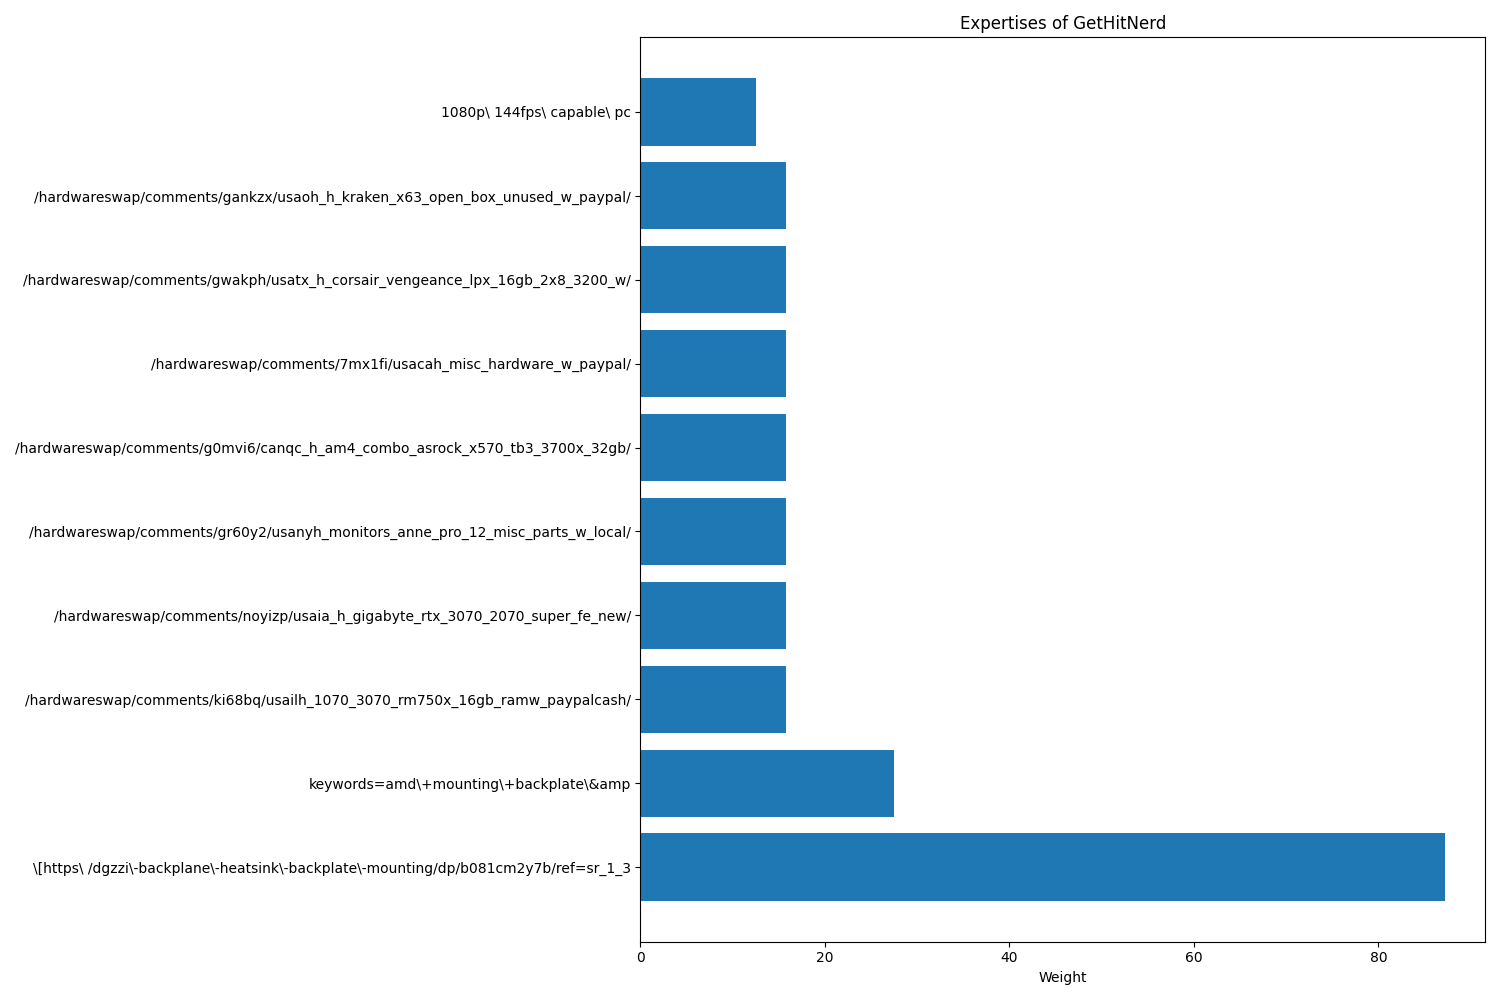 Expertises of GetHitNerd
1080p\ 144fps\ capable\ pc
/hardwareswap/comments/gankzx/usaoh_h_kraken_x63_open_box_unused_w_paypal/
/hardwareswap/comments/gwakph/usatx_h_corsair_vengeance_lpx_16gb_2x8_3200_w/
/hardwareswap/comments/7mx1fi/usacah_misc_hardware_w_paypal/
/hardwareswap/comments/g0mvi6/canqc_h_am4_combo_asrock_x570_tb3_3700x_32gb/
/hardwareswap/comments/gr60y2/usanyh_monitors_anne_pro_12_misc_parts_w_local/
/hardwareswap/comments/noyizp/usaia_h_gigabyte_rtx_3070_2070_super_fe_new/
/hardwareswap/comments/ki68bq/usailh_1070_3070_rm750x_16gb_ramw_paypalcash/
keywords=amd\+mounting\+backplate\&amp
\[https\ /dgzzi\-backplane\-heatsink\-backplate\-mounting/dp/b081cm2y7b/ref=sr_1_3
0 20 40 60 80
Weight